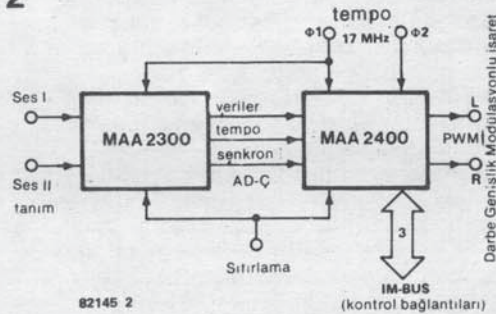 2
tempo
Φ1 17 MHz Φ2
Ses I
Ses II
tanım
MAA 2300
veriler
tempo
senkron
AD-Ç
MAA 2400
L
PWM
R
Darbe Genişlik Modülasyonlu işaret
Sıfırlama
3
IM-BUS
(kontrol bağlantıları)
82145 2